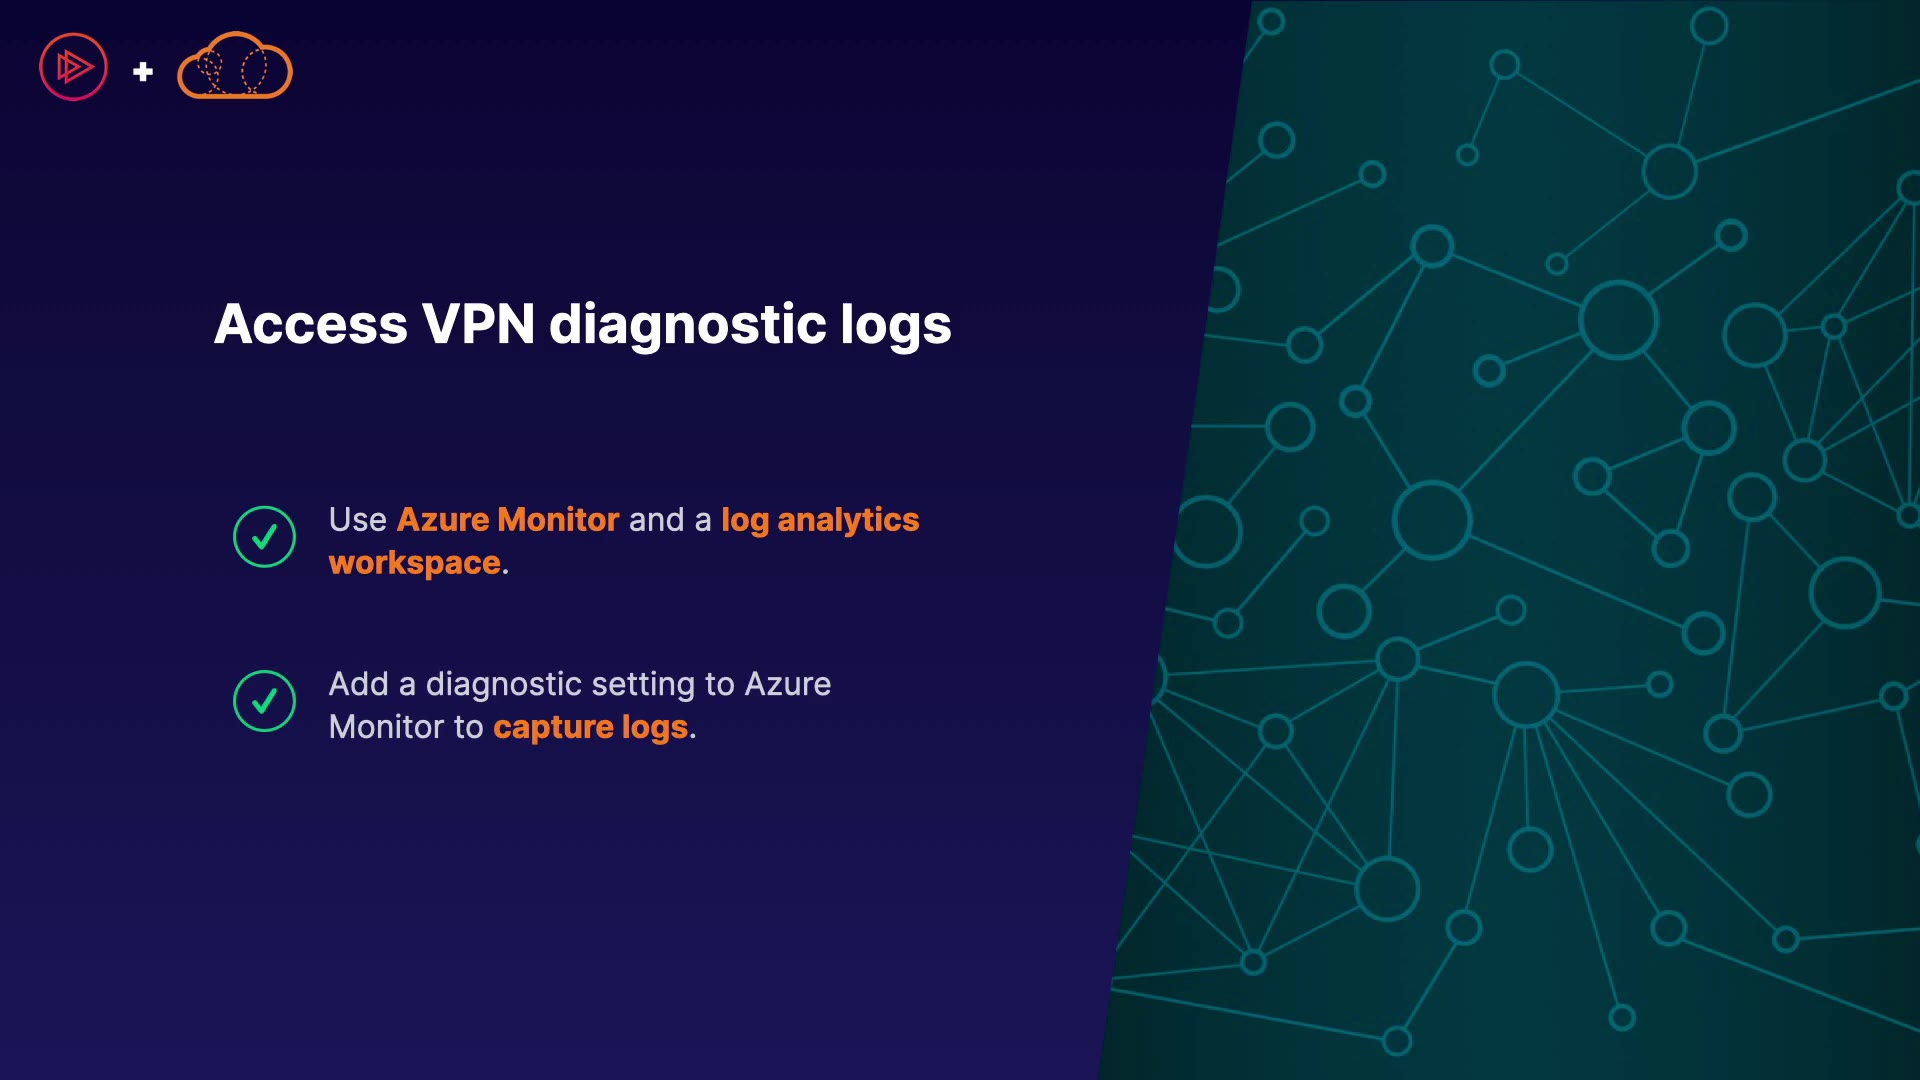 Access VPN diagnostic logs
Use Azure Monitor and a log analytics
workspace.
Add a diagnostic setting to Azure
Monitor to capture logs.